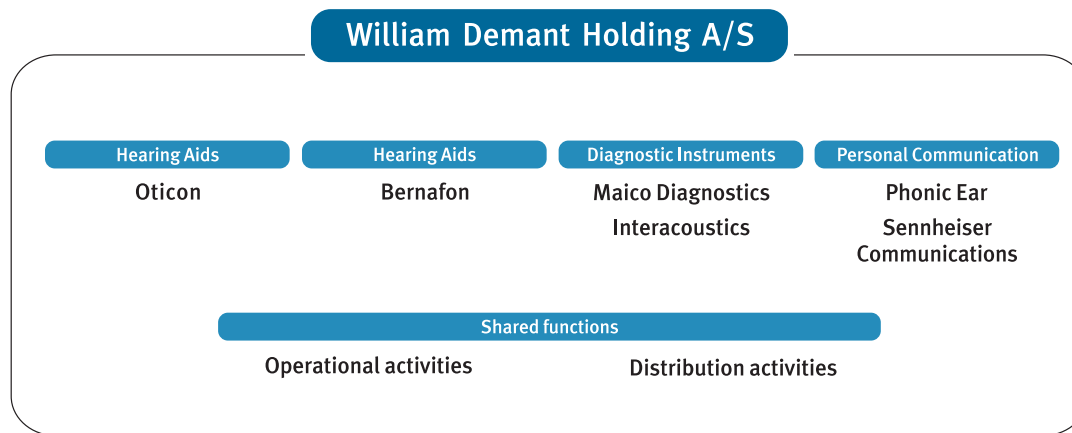 William Demant Holding A/S
Hearing Aids
Oticon
Hearing Aids
Bernafon
Diagnostic Instruments
Maico Diagnostics
Interacoustics
Personal Communication
Phonic Ear
Sennheiser
Communications
Shared functions
Operational activities
Distribution activities